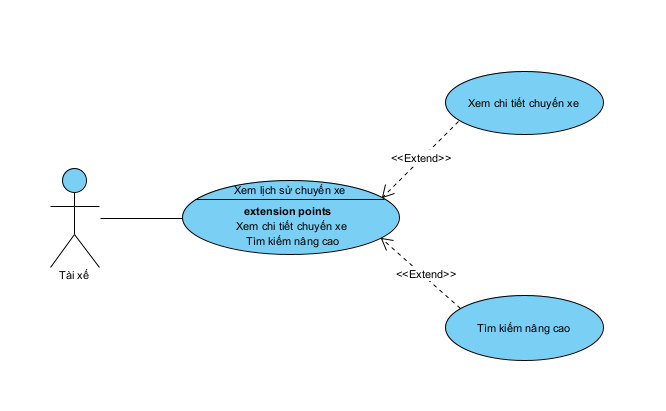 Xem chi tiết chuyến xe
<<Extend>>
Xem lịch sử chuyến xe
extension points
Xem chi tiết chuyến xe
Tìm kiếm nâng cao
Tài xế
<<Extend>>
Tìm kiếm nâng cao